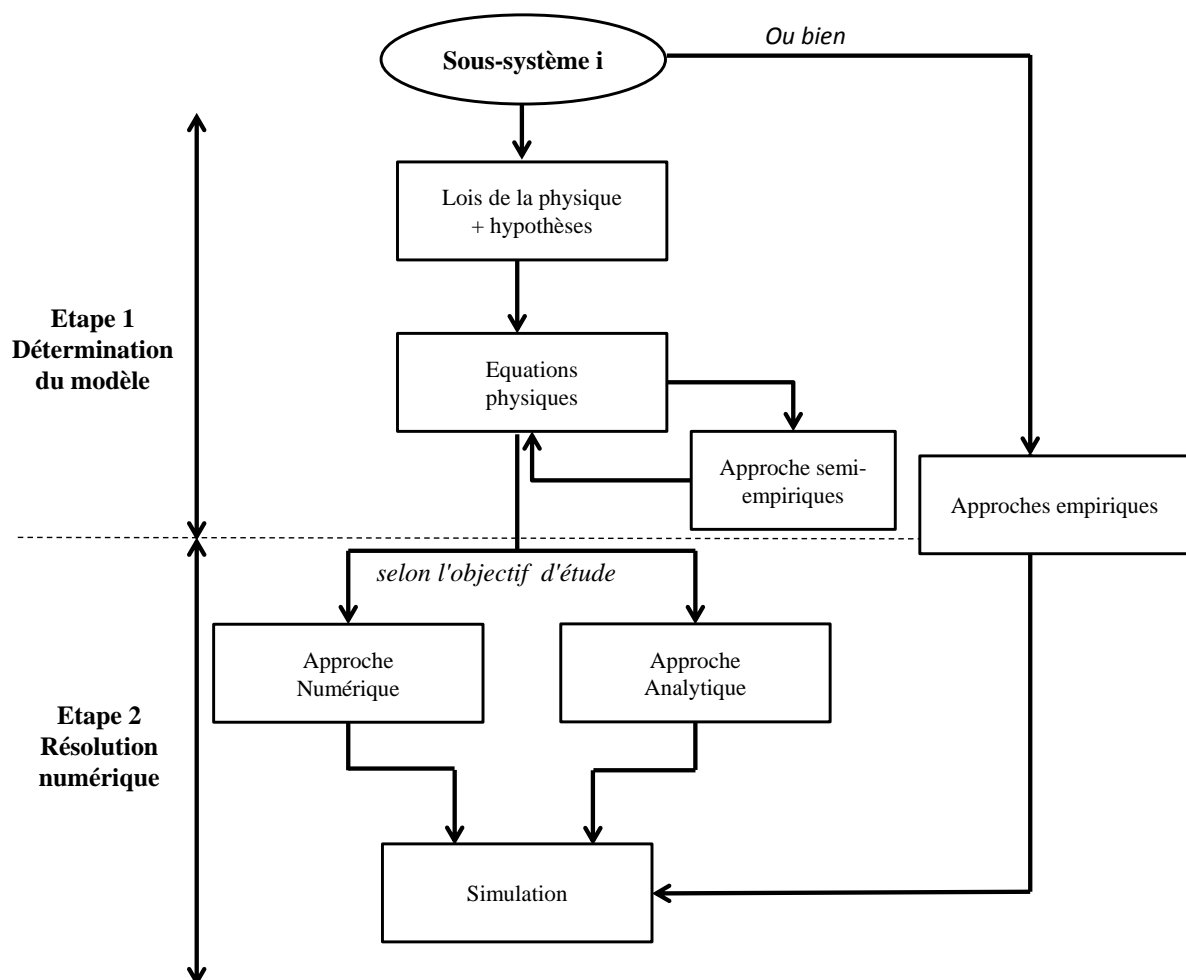 Ou bien
Sous-système i
Lois de la physique
+ hypothèses
Etape 1
Détermination
du modèle
Equations
physiques
Approche semi-
empiriques
Approches empiriques
selon l'objectif d'étude
Approche
Numérique
Approche
Analytique
Etape 2
Résolution
numérique
Simulation